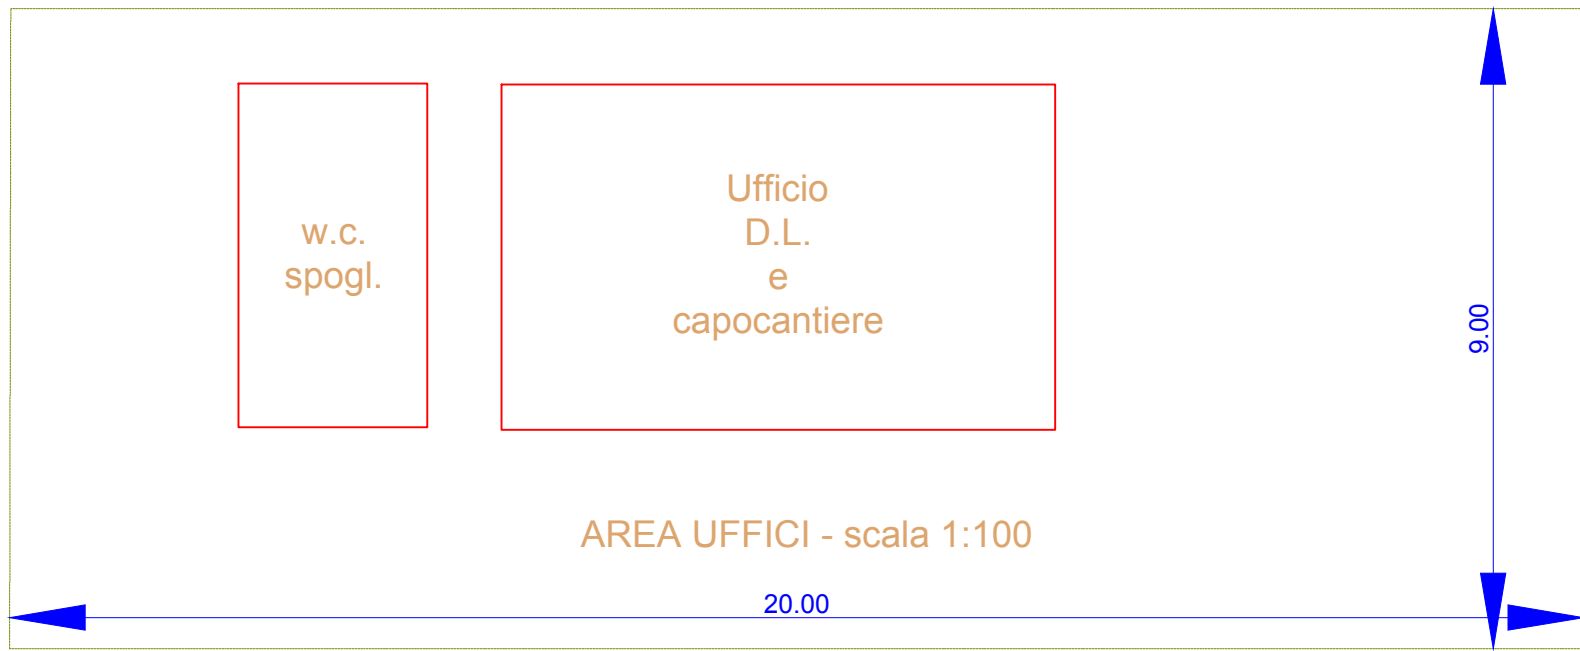 w.c.
spogl.
Ufficio
D.L.
e
capocantiere
9.00
AREA UFFICI - scala 1:100
20.00